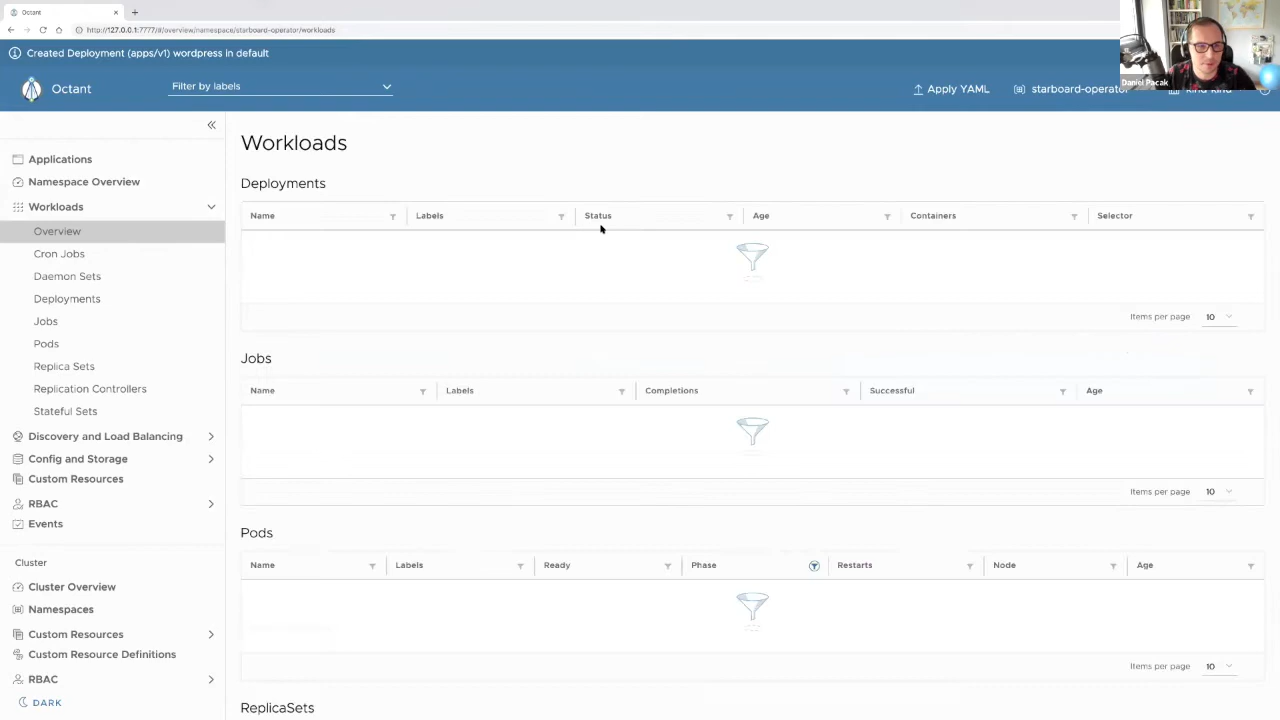 Octant
http://127.0.0.1:7777/#/overview/namespace/starboard-operator/workloads
Created Deployment (apps/v1) wordpress in default
Daniel Pacak
Octant
Filter by labels
Apply YAML
starboard-operator
Applications
Namespace Overview
Workloads
Overview
Cron Jobs
Daemon Sets
Deployments
Jobs
Pods
Replica Sets
Replication Controllers
Stateful Sets
Discovery and Load Balancing
Config and Storage
Custom Resources
RBAC
Events
Cluster
Cluster Overview
Namespaces
Custom Resources
Custom Resource Definitions
RBAC
DARK
Workloads
Deployments
Name Labels Status Age Containers Selector
Items per page 10
Jobs
Name Labels Completions Successful Age
Items per page 10
Pods
Name Labels Ready Phase Restarts Node Age
Items per page 10
ReplicaSets